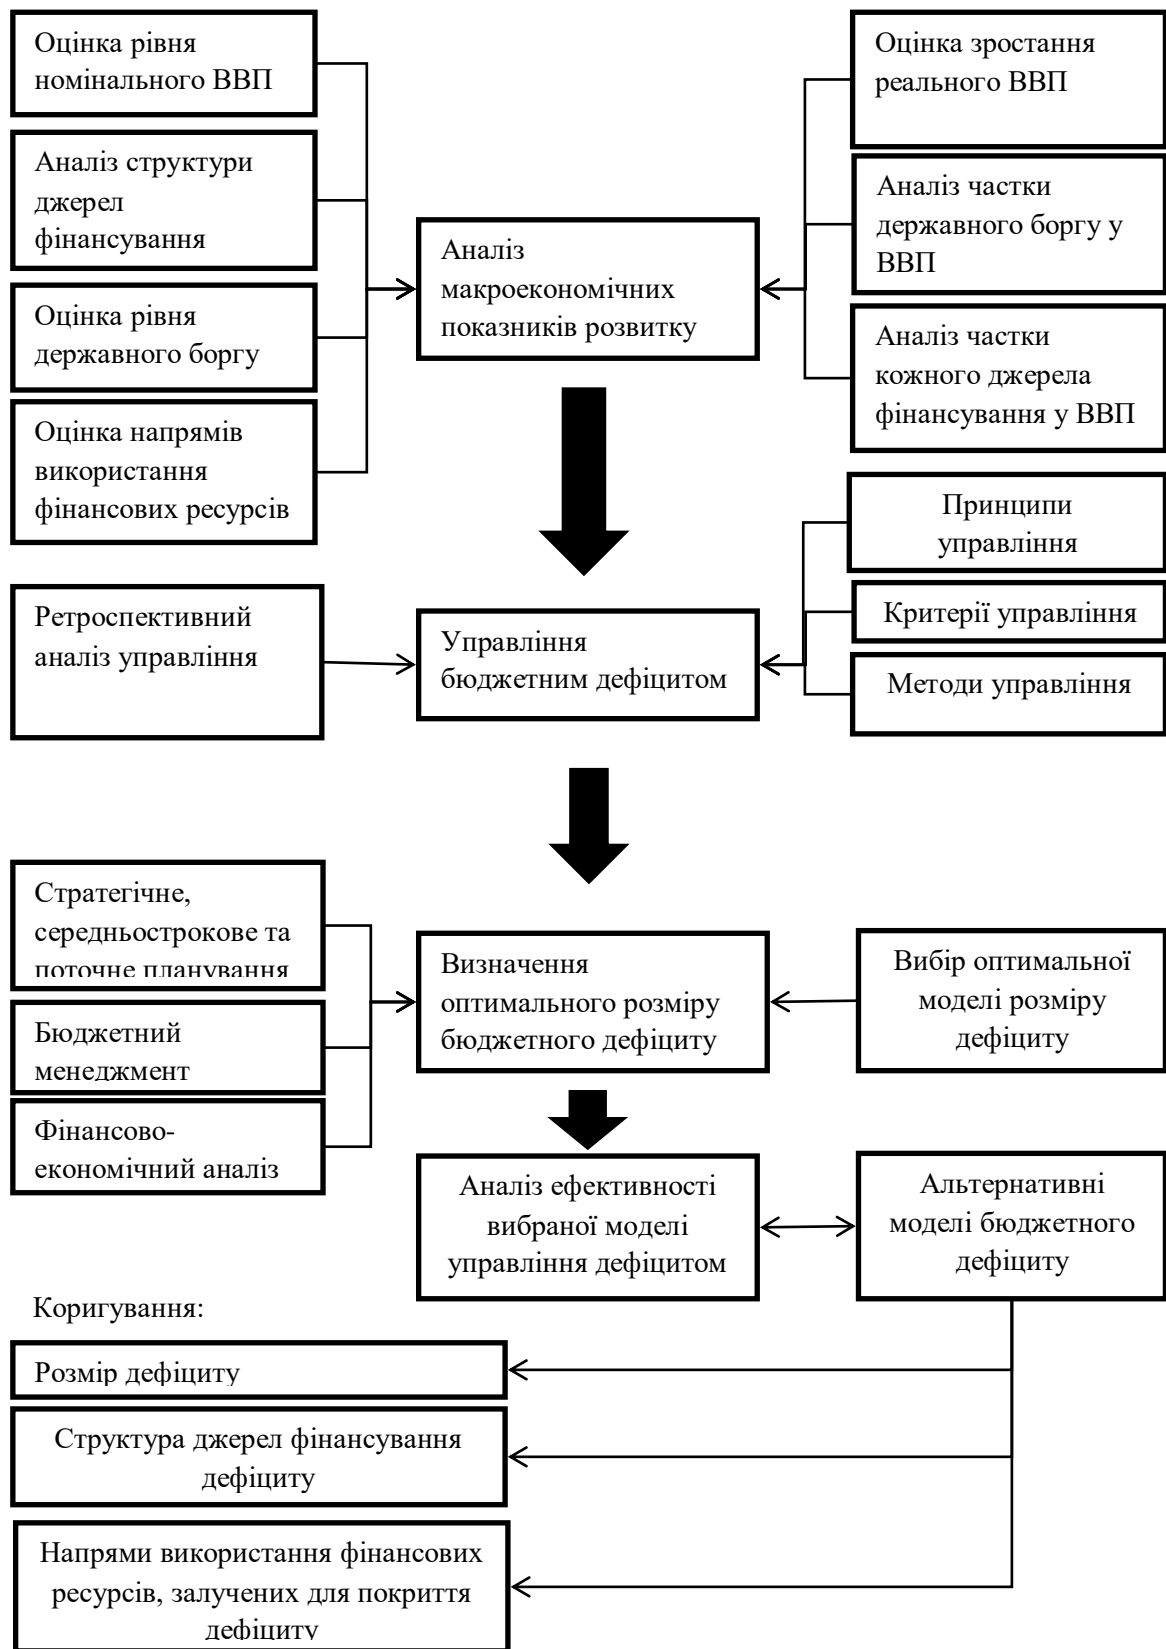 Оцінка рівня
номінального ВВП
Аналіз структури
джерел
фінансування
Оцінка рівня
державного боргу
Оцінка напрямів
використання
фінансових ресурсів
Аналіз
макроекономічних
показників розвитку
Оцінка зростання
реального ВВП
Аналіз частки
державного боргу у
ВВП
Аналіз частки
кожного джерела
фінансування у ВВП
Ретроспективний
аналіз управління
Управління
бюджетним дефіцитом
Принципи
управління
Критерії управління
Методи управління
Стратегічне,
середньострокове та
поточне планування
Бюджетний
менеджмент
Фінансово-
економічний аналіз
Визначення
оптимального розміру
бюджетного дефіциту
Вибір оптимальної
моделі розміру
дефіциту
Аналіз ефективності
вибраної моделі
управління дефіцитом
Альтернативні
моделі бюджетного
дефіциту
Коригування:
Розмір дефіциту
Структура джерел фінансування
дефіциту
Напрями використання фінансових
ресурсів, залучених для покриття
дефіциту